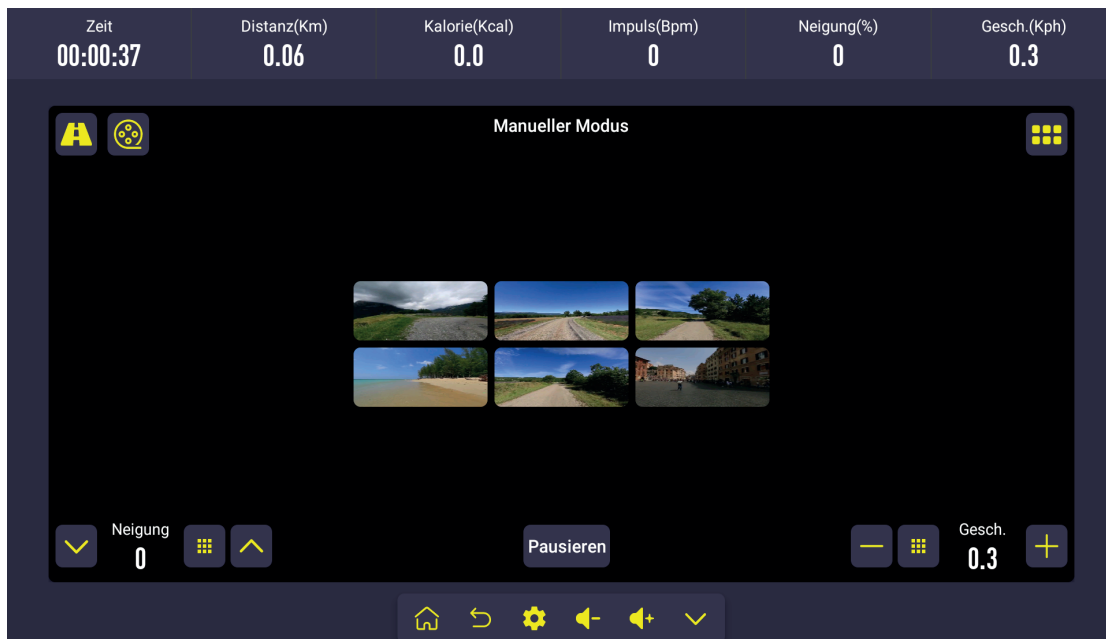 Zeit
00:00:37
Distanz(Km)
0.06
Kalorie(Kcal)
0.0
Impuls(Bpm)
0
Neigung(%)
0
Gesch.(Kph)
0.3
Manueller Modus
Neigung
0
Pausieren
Gesch.
0.3